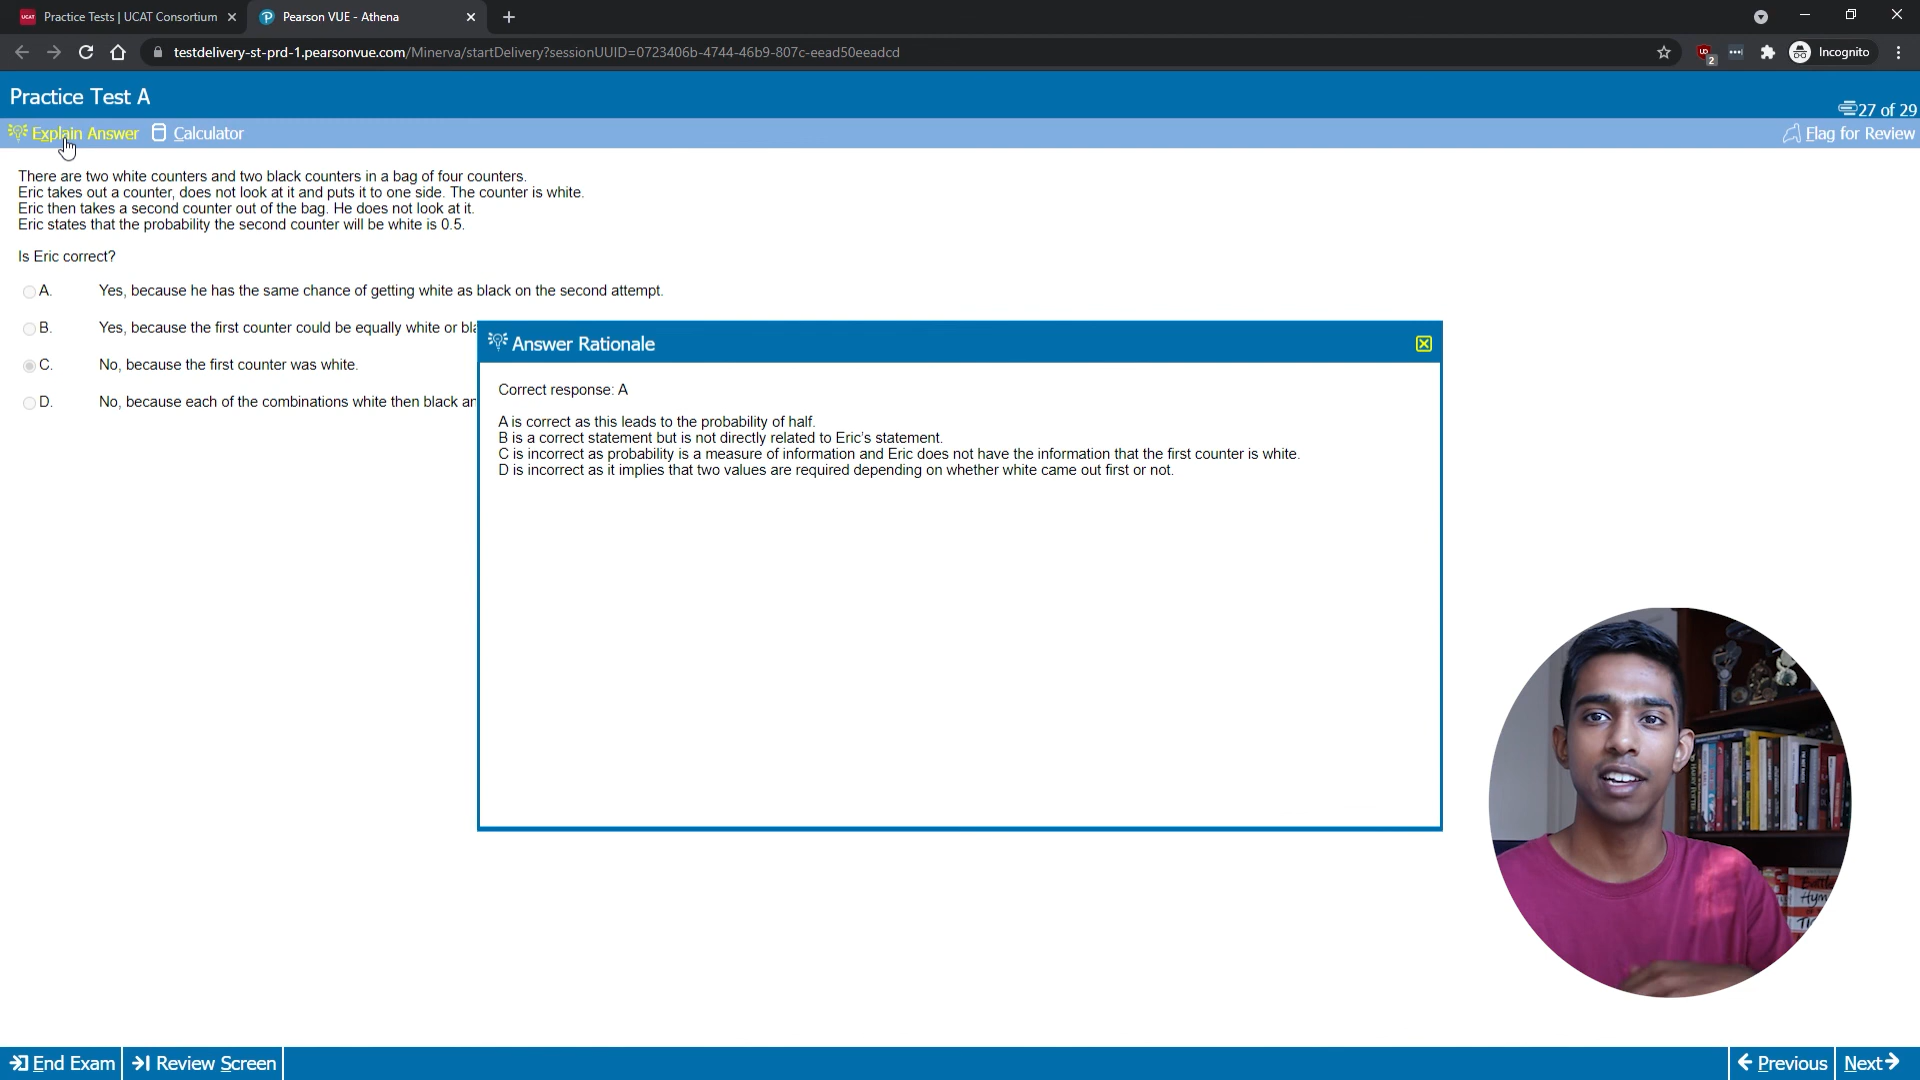 Practice Tests | UCAT Consortium
Pearson VUE - Athena
testdelivery-st-prd-1.pearsonvue.com/Minerva/startDelivery?sessionUUID=0723406b-4744-46b9-807c-eead50eeadcd
2
Incognito
Practice Test A
27 of 29
Explain Answer
Calculator
Flag for Review
There are two white counters and two black counters in a bag of four counters.
Eric takes out a counter, does not look at it and puts it to one side. The counter is white.
Eric then takes a second counter out of the bag. He does not look at it.
Eric states that the probability the second counter will be white is 0.5.
Is Eric correct?
A. Yes, because he has the same chance of getting white as black on the second attempt.
B. Yes, because the first counter could be equally white or
C. No, because the first counter was white.
D. No, because each of the combinations white then black
Answer Rationale
Correct response: A
A is correct as this leads to the probability of half.
B is a correct statement but is not directly related to Eric's statement.
C is incorrect as probability is a measure of information and Eric does not have the information that the first counter is white.
D is incorrect as it implies that two values are required depending on whether white came out first or not.
End Exam
Review Screen
Previous
Next